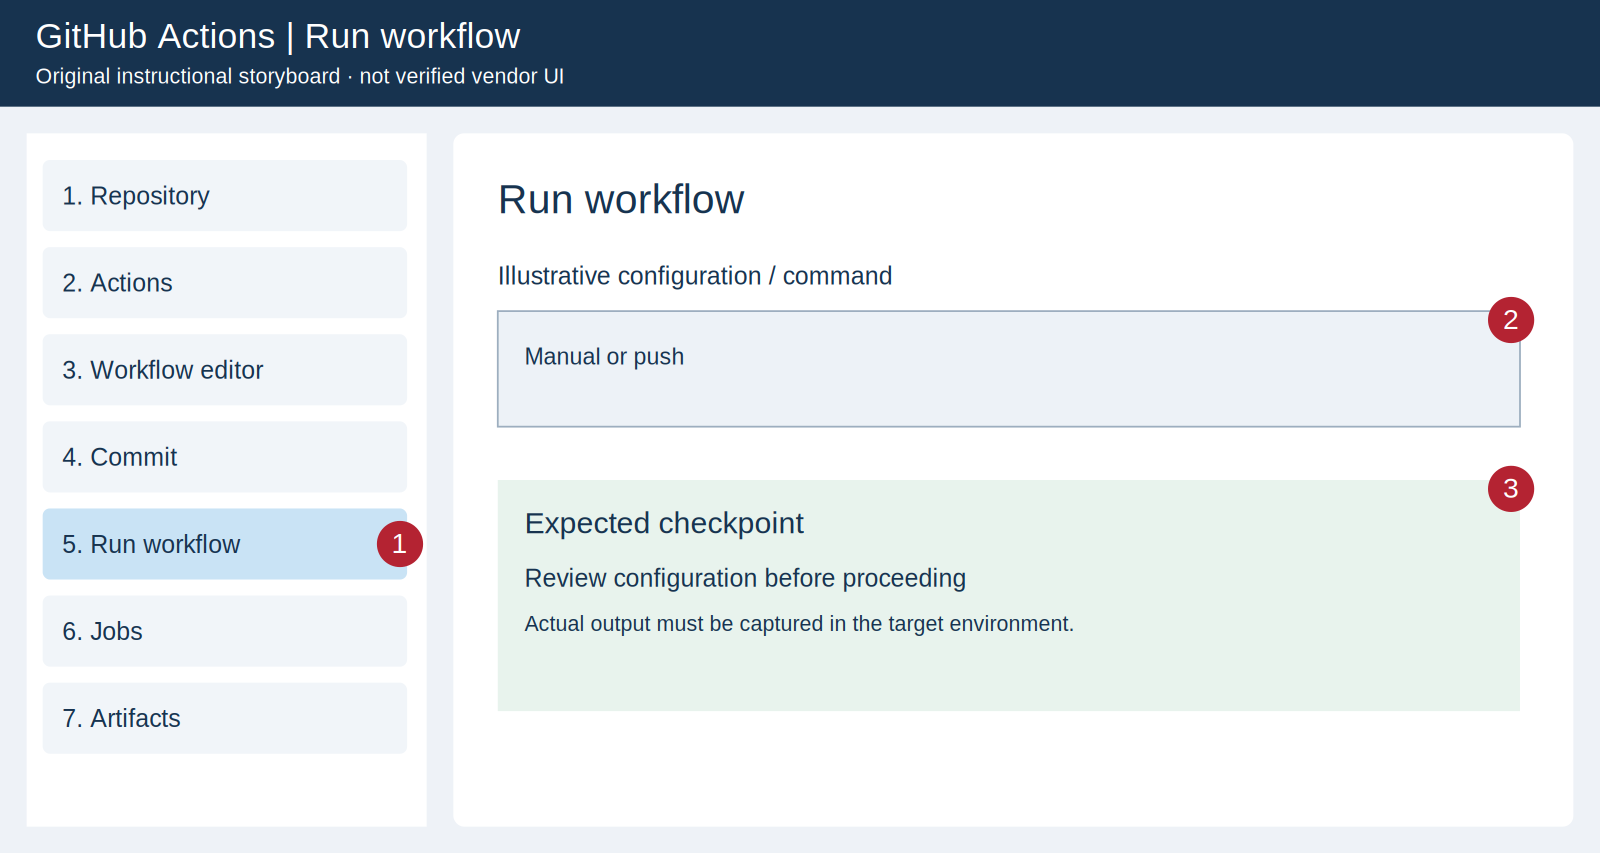 GitHub Actions | Run workflow
Original instructional storyboard · not verified vendor UI
1. Repository
2. Actions
3. Workflow editor
4. Commit
5. Run workflow
1
6. Jobs
7. Artifacts
Run workflow
Illustrative configuration / command
2
Manual or push
3
Expected checkpoint
Review configuration before proceeding
Actual output must be captured in the target environment.